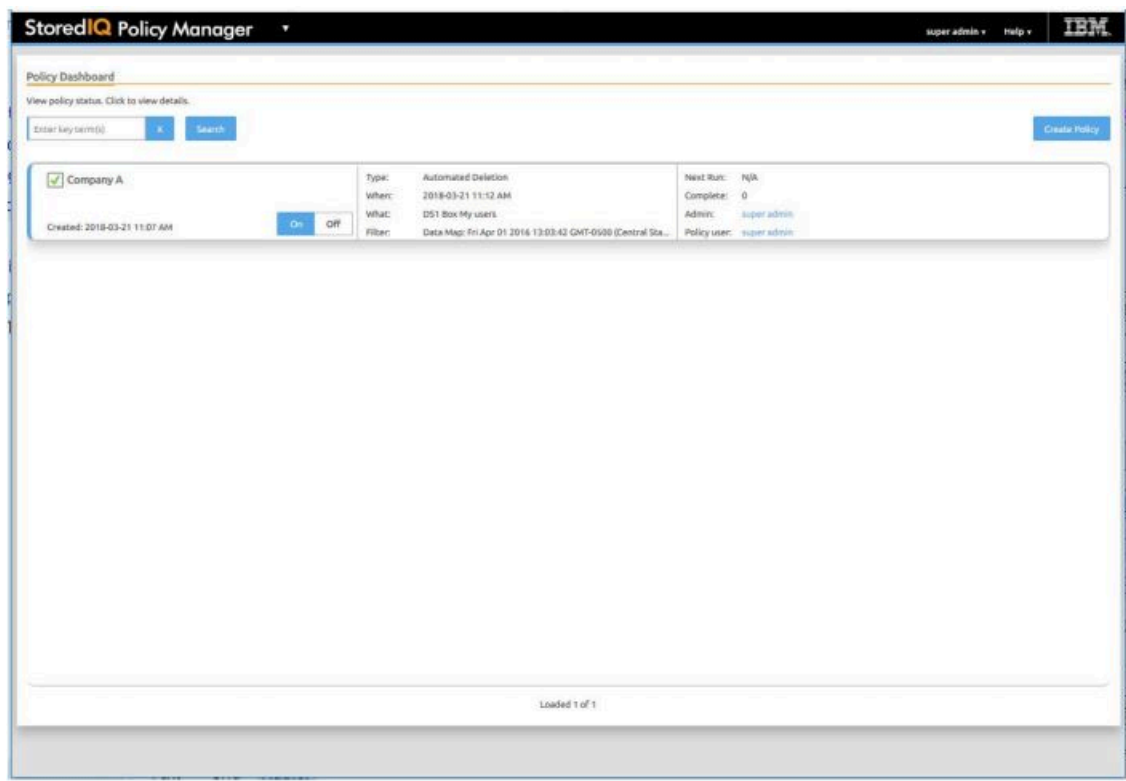 StoredIQ Policy Manager ▾ super admin ▾ Help ▾ IBM
Policy Dashboard
View policy status. Click to view details.
Enter key term(s) X Search Create Policy
Company A
Created: 2018-03-21 11:07 AM On Off
Type: Automated Deletion
When: 2018-03-21 11:12 AM
What: DS1 Box My users
Filter: Data Map: Fri Apr 01 2016 13:03:42 GMT-0500 (Central Sta...
Next Run: N/A
Complete: 0
Admin: super admin
Policy user: super admin
Loaded 1 of 1